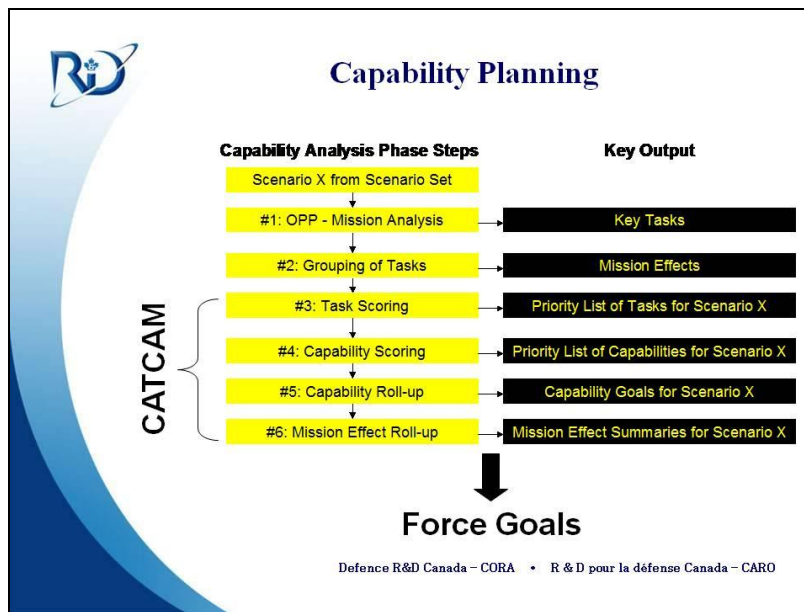 R&D
Capability Planning
Capability Analysis Phase Steps
Key Output
Scenario X from Scenario Set
#1: OPP - Mission Analysis
Key Tasks
#2: Grouping of Tasks
Mission Effects
#3: Task Scoring
Priority List of Tasks for Scenario X
#4: Capability Scoring
Priority List of Capabilities for Scenario X
#5: Capability Roll-up
Capability Goals for Scenario X
#6: Mission Effect Roll-up
Mission Effect Summaries for Scenario X
CATCAM
Force Goals
Defence R&D Canada – CORA • R & D pour la défense Canada – CARO